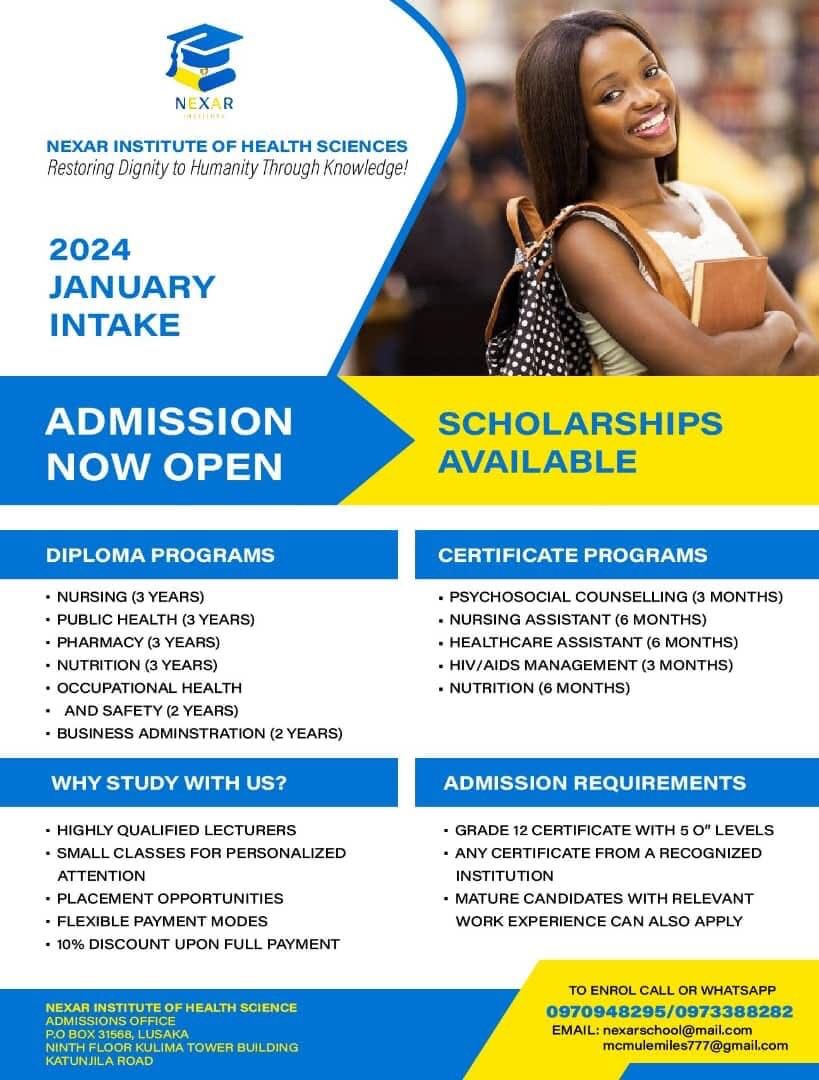 NEXAR
INSTITUTE
NEXAR INSTITUTE OF HEALTH SCIENCES
Restoring Dignity to Humanity Through Knowledge!
2024
JANUARY
INTAKE
ADMISSION
NOW OPEN
SCHOLARSHIPS
AVAILABLE
DIPLOMA PROGRAMS
• NURSING (3 YEARS)
• PUBLIC HEALTH (3 YEARS)
• PHARMACY (3 YEARS)
• NUTRITION (3 YEARS)
• OCCUPATIONAL HEALTH
• AND SAFETY (2 YEARS)
• BUSINESS ADMINSTRATION (2 YEARS)
CERTIFICATE PROGRAMS
• PSYCHOSOCIAL COUNSELLING (3 MONTHS)
• NURSING ASSISTANT (6 MONTHS)
• HEALTHCARE ASSISTANT (6 MONTHS)
• HIV/AIDS MANAGEMENT (3 MONTHS)
• NUTRITION (6 MONTHS)
WHY STUDY WITH US?
• HIGHLY QUALIFIED LECTURERS
• SMALL CLASSES FOR PERSONALIZED
ATTENTION
• PLACEMENT OPPORTUNITIES
• FLEXIBLE PAYMENT MODES
• 10% DISCOUNT UPON FULL PAYMENT
ADMISSION REQUIREMENTS
• GRADE 12 CERTIFICATE WITH 5 O” LEVELS
• ANY CERTIFICATE FROM A RECOGNIZED
INSTITUTION
• MATURE CANDIDATES WITH RELEVANT
WORK EXPERIENCE CAN ALSO APPLY
NEXAR INSTITUTE OF HEALTH SCIENCE
ADMISSIONS OFFICE
P.O BOX 31568, LUSAKA
NINTH FLOOR KULIMA TOWER BUILDING
KATUNJILA ROAD
TO ENROL CALL OR WHATSAPP
0970948295/0973388282
EMAIL: nexarschool@mail.com
mcmulemiles777@gmail.com